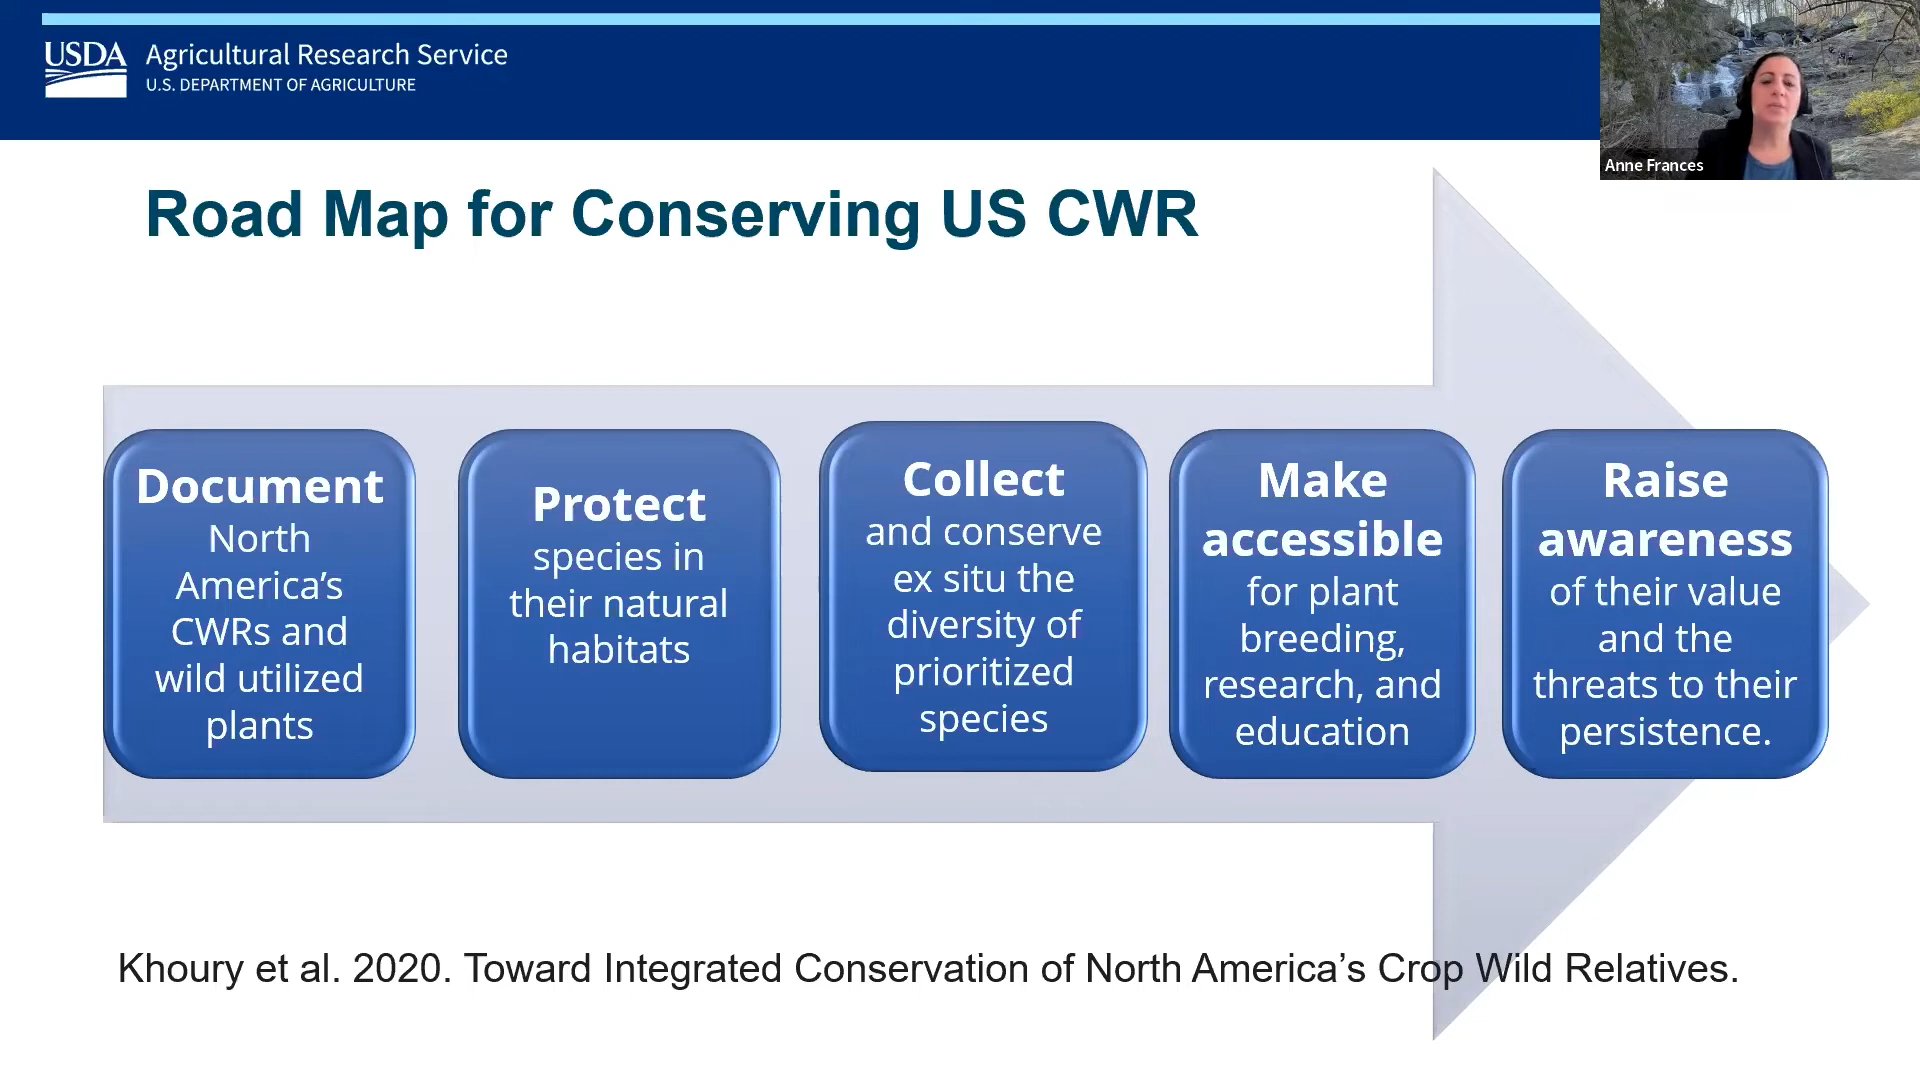 USDA
Agricultural Research Service
U.S. DEPARTMENT OF AGRICULTURE
Anne Frances
Road Map for Conserving US CWR
Document
North
America’s
CWRs and
wild utilized
plants
Protect
species in
their natural
habitats
Collect
and conserve
ex situ the
diversity of
prioritized
species
Make
accessible
for plant
breeding,
research, and
education
Raise
awareness
of their value
and the
threats to their
persistence.
Khoury et al. 2020. Toward Integrated Conservation of North America’s Crop Wild Relatives.